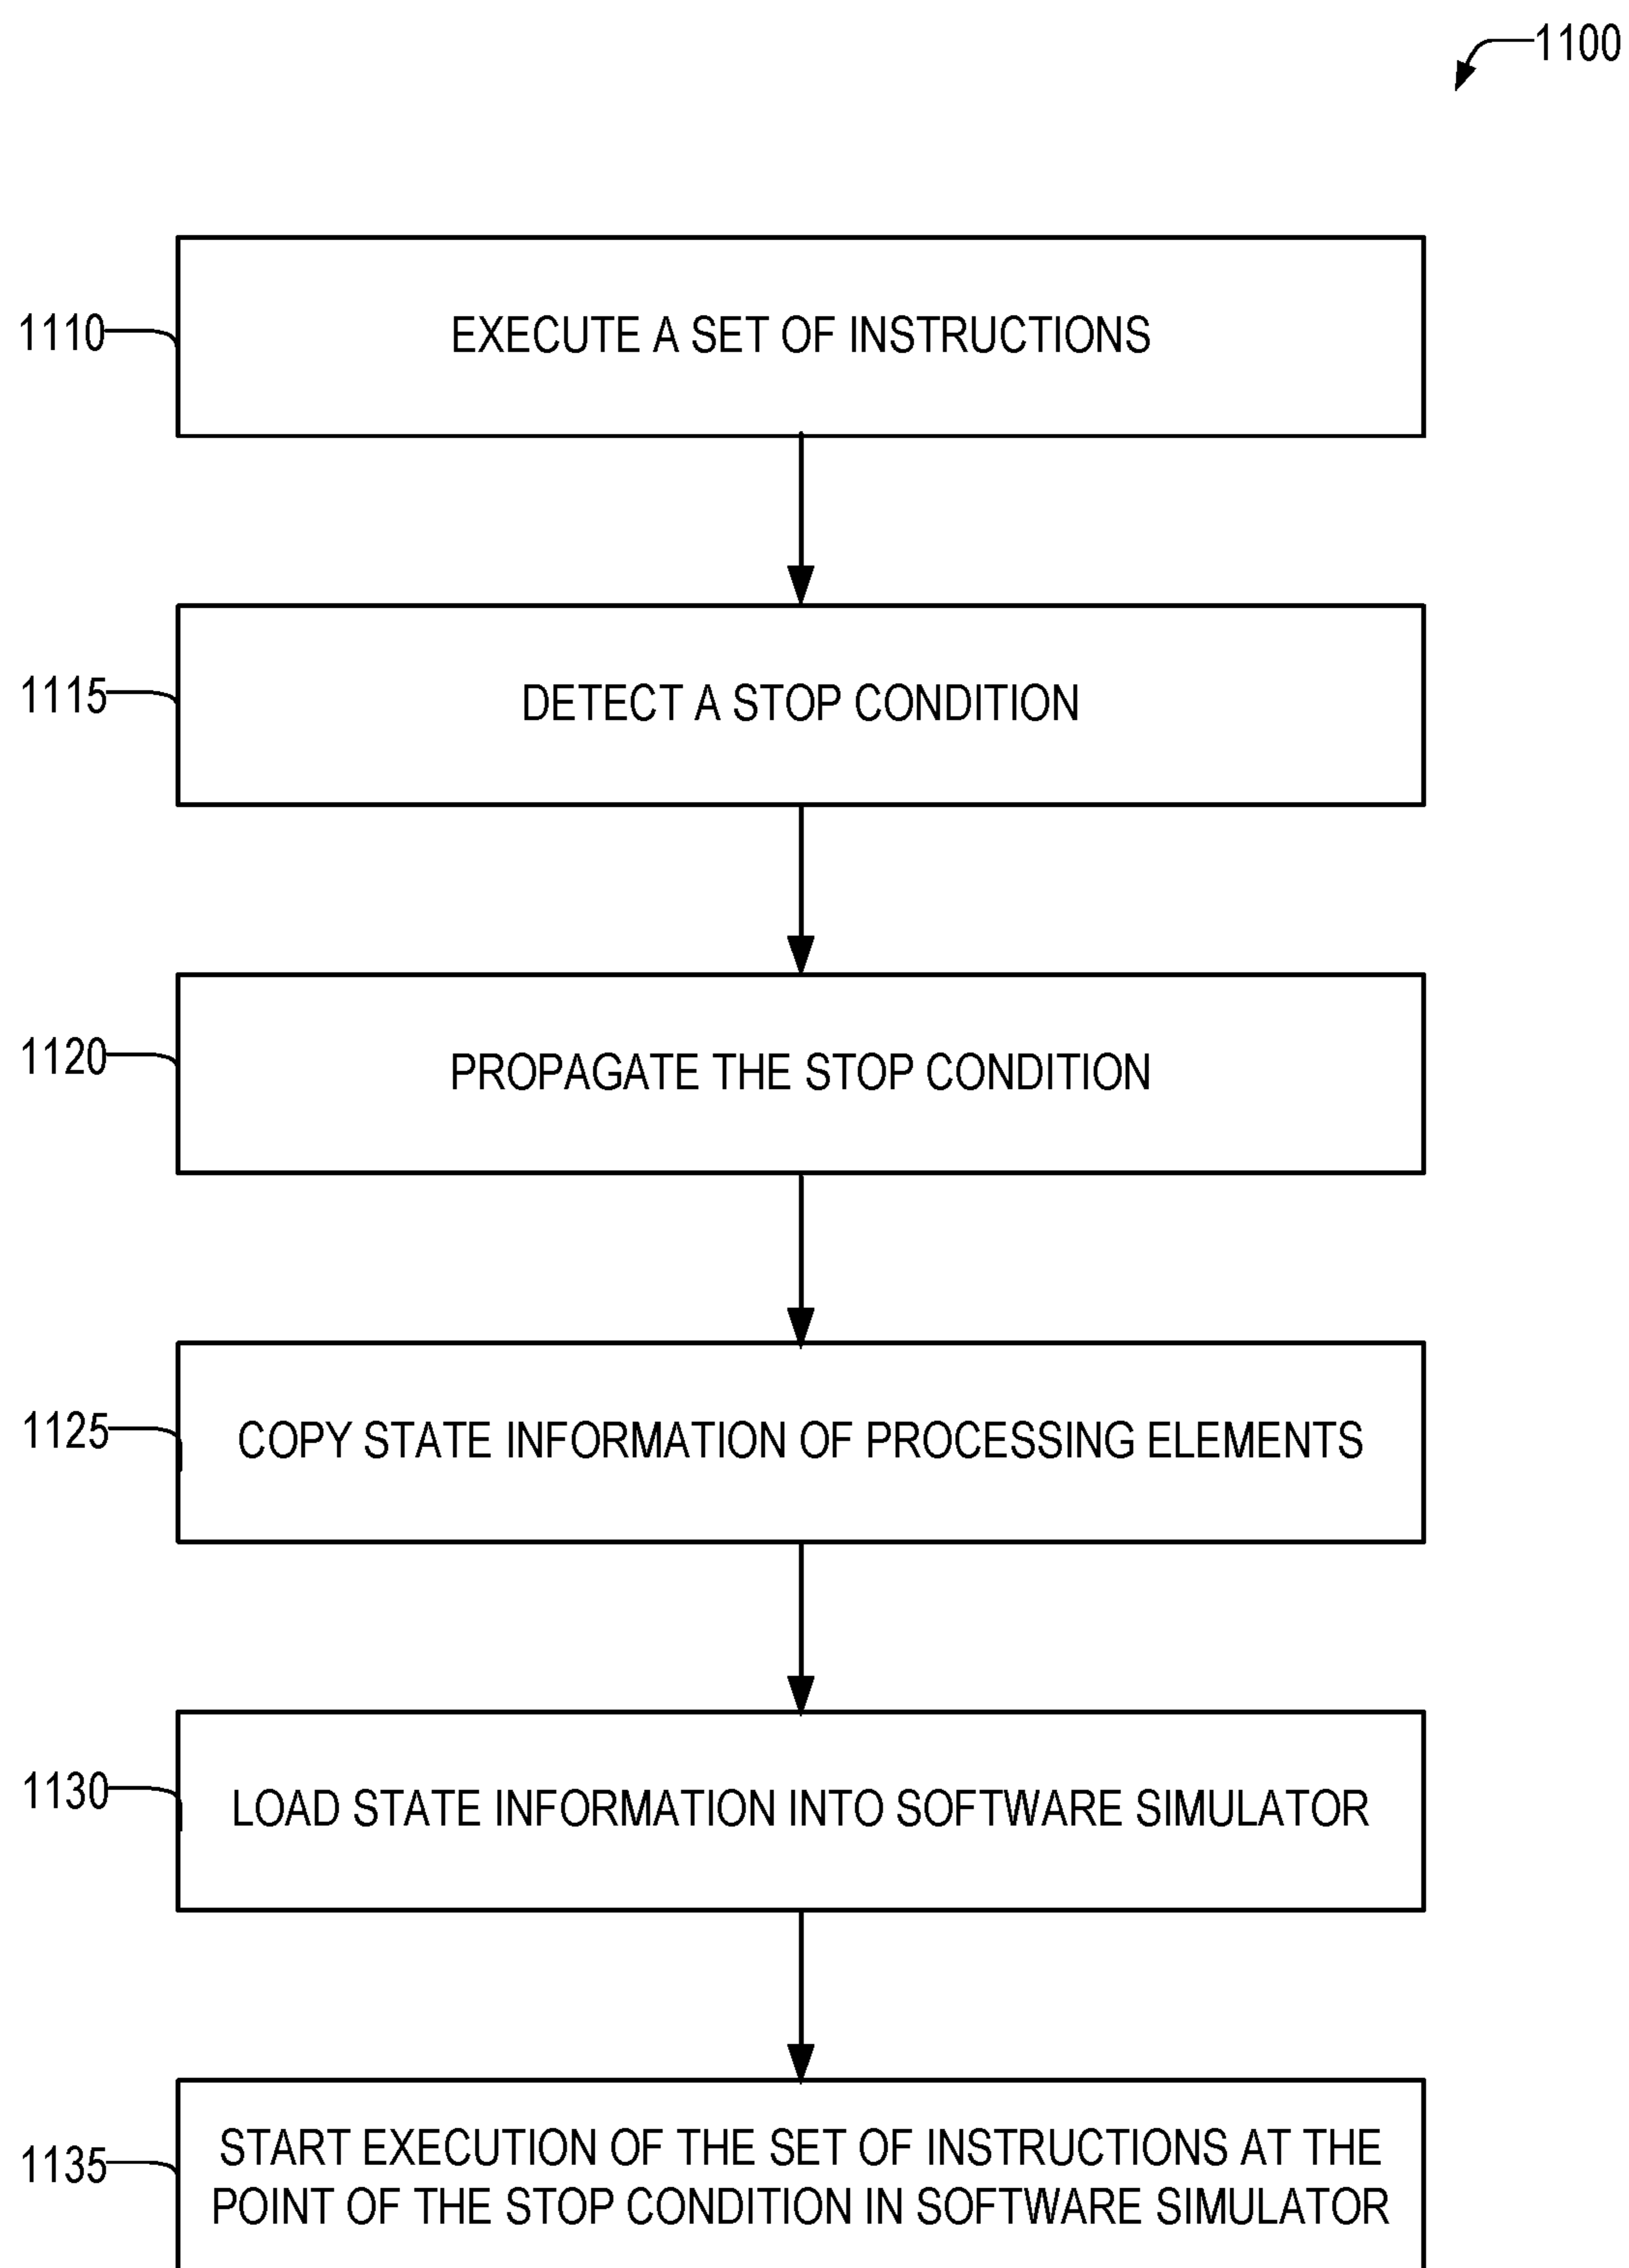 1100
1110
EXECUTE A SET OF INSTRUCTIONS
1115
DETECT A STOP CONDITION
1120
PROPAGATE THE STOP CONDITION
1125
COPY STATE INFORMATION OF PROCESSING ELEMENTS
1130
LOAD STATE INFORMATION INTO SOFTWARE SIMULATOR
1135
START EXECUTION OF THE SET OF INSTRUCTIONS AT THE
POINT OF THE STOP CONDITION IN SOFTWARE SIMULATOR